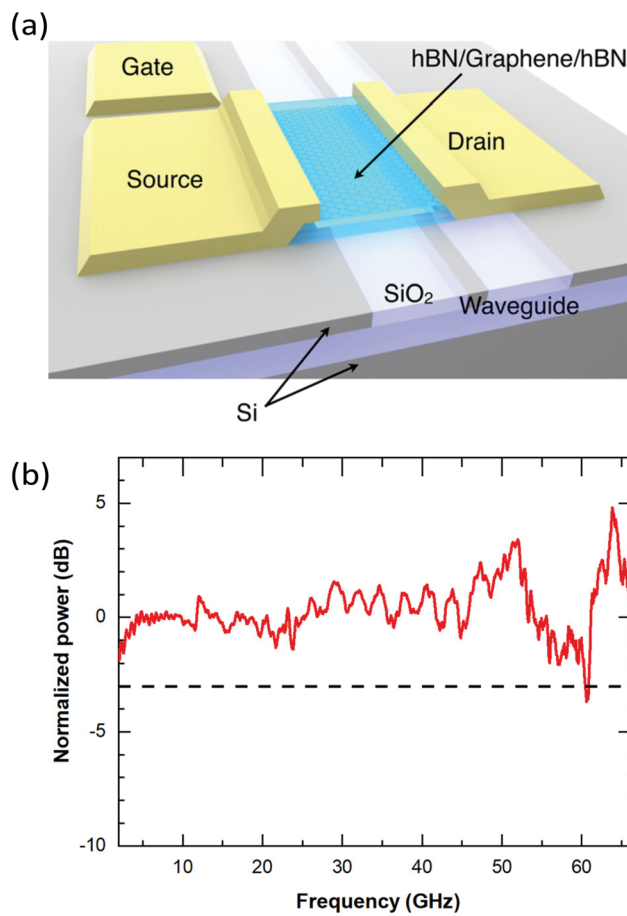 (a)
hBN/Graphene/hBN
Gate
Drain
Source
SiO₂
Waveguide
Si
(b)
5
0
-5
-10
Normalized power (dB)
10 20 30 40 50 60
Frequency (GHz)